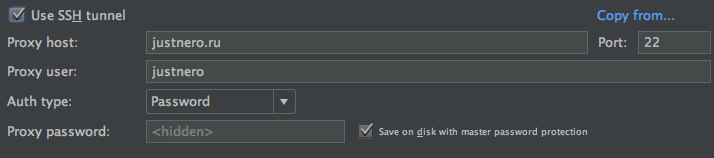 Use SSH tunnel Copy from...
Proxy host: justnero.ru Port: 22
Proxy user: justnero
Auth type: Password
Proxy password: <hidden> Save on disk with master password protection